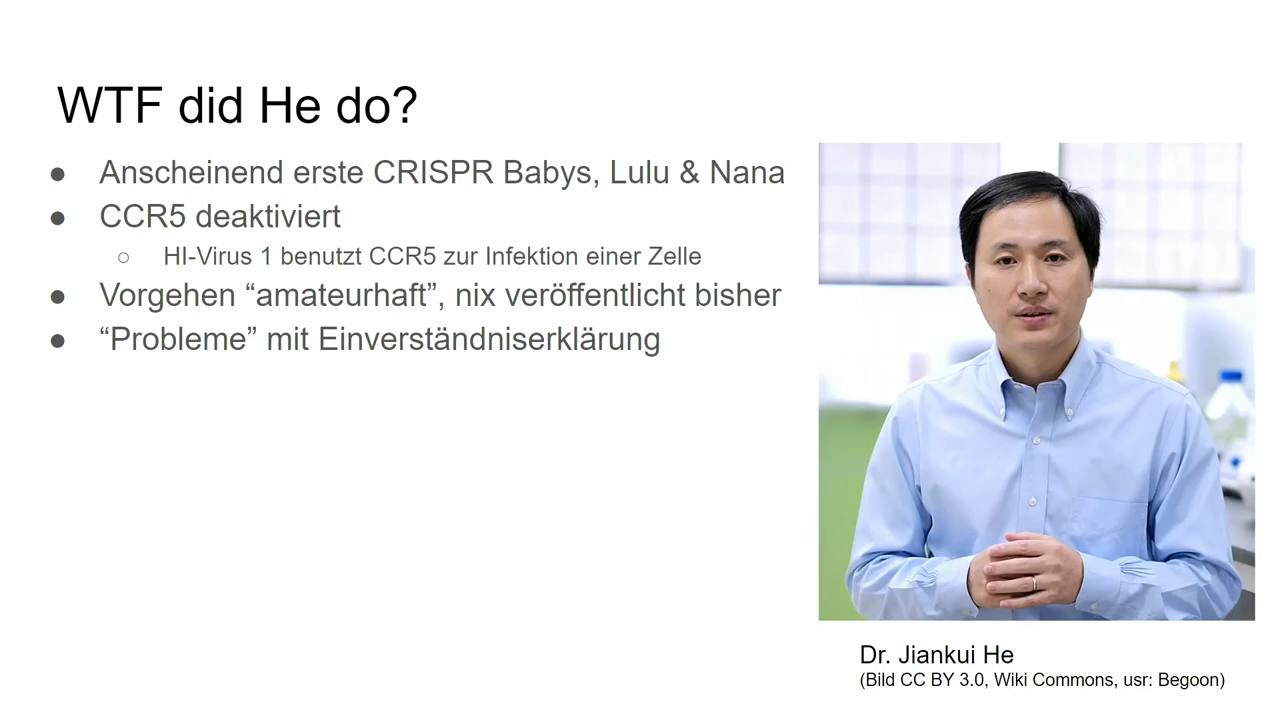 WTF did He do?
● Anscheinend erste CRISPR Babys, Lulu & Nana
● CCR5 deaktiviert
○ HI-Virus 1 benutzt CCR5 zur Infektion einer Zelle
● Vorgehen “amateurhaft”, nix veröffentlicht bisher
● “Probleme” mit Einverständniserklärung
Dr. Jiankui He
(Bild CC BY 3.0, Wiki Commons, usr: Begoon)